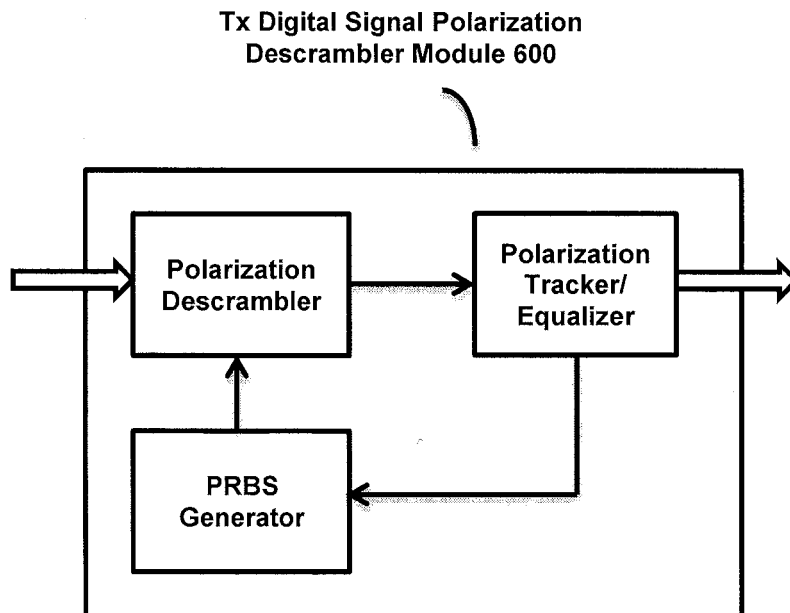 Tx Digital Signal Polarization
Descrambler Module 600
Polarization
Descrambler
Polarization
Tracker/
Equalizer
PRBS
Generator